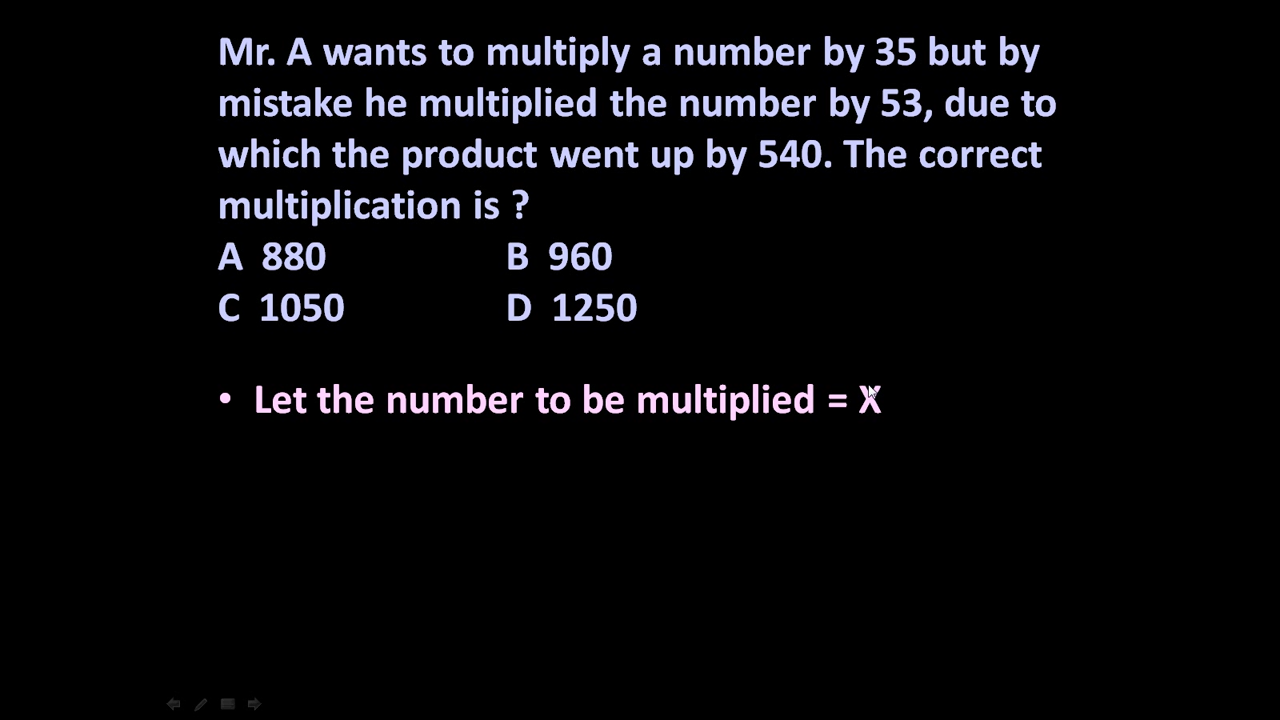 Mr. A wants to multiply a number by 35 but by
mistake he multiplied the number by 53, due to
which the product went up by 540. The correct
multiplication is ?
A 880 B 960
C 1050 D 1250
• Let the number to be multiplied = X